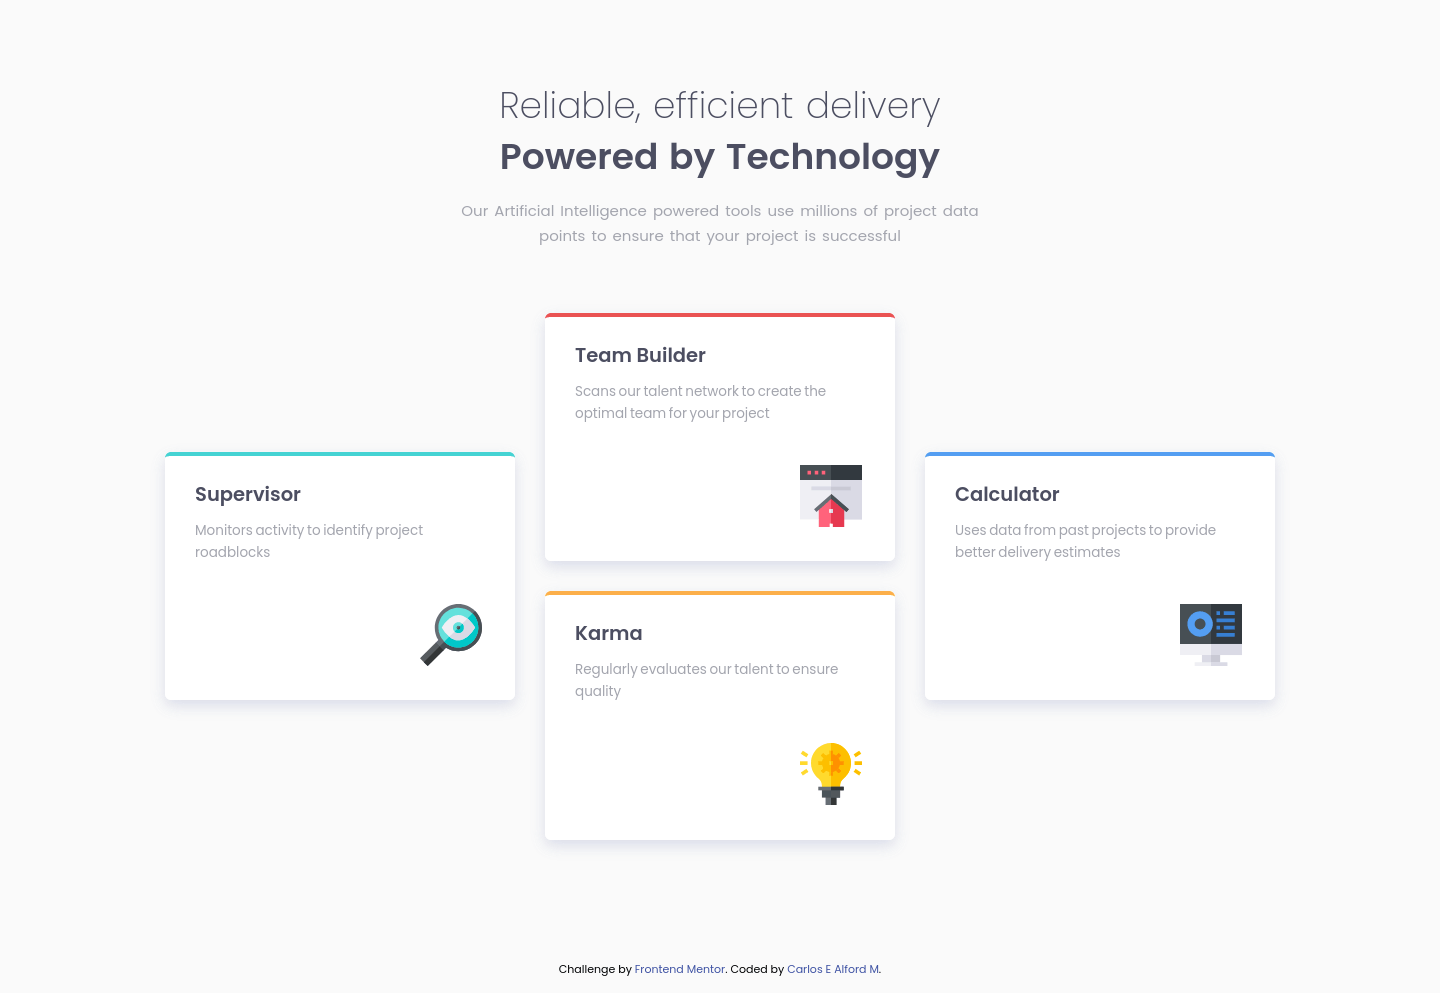 Reliable, efficient delivery
Powered by Technology
Our Artificial Intelligence powered tools use millions of project data
points to ensure that your project is successful
Team Builder
Scans our talent network to create the
optimal team for your project
Supervisor
Monitors activity to identify project
roadblocks
Calculator
Uses data from past projects to provide
better delivery estimates
Karma
Regularly evaluates our talent to ensure
quality
Challenge by Frontend Mentor. Coded by Carlos E Alford M.